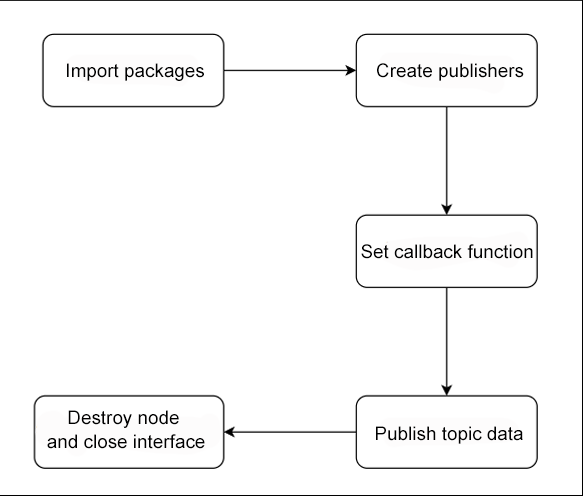 Import packages
Create publishers
Set callback function
Publish topic data
Destroy node
and close interface